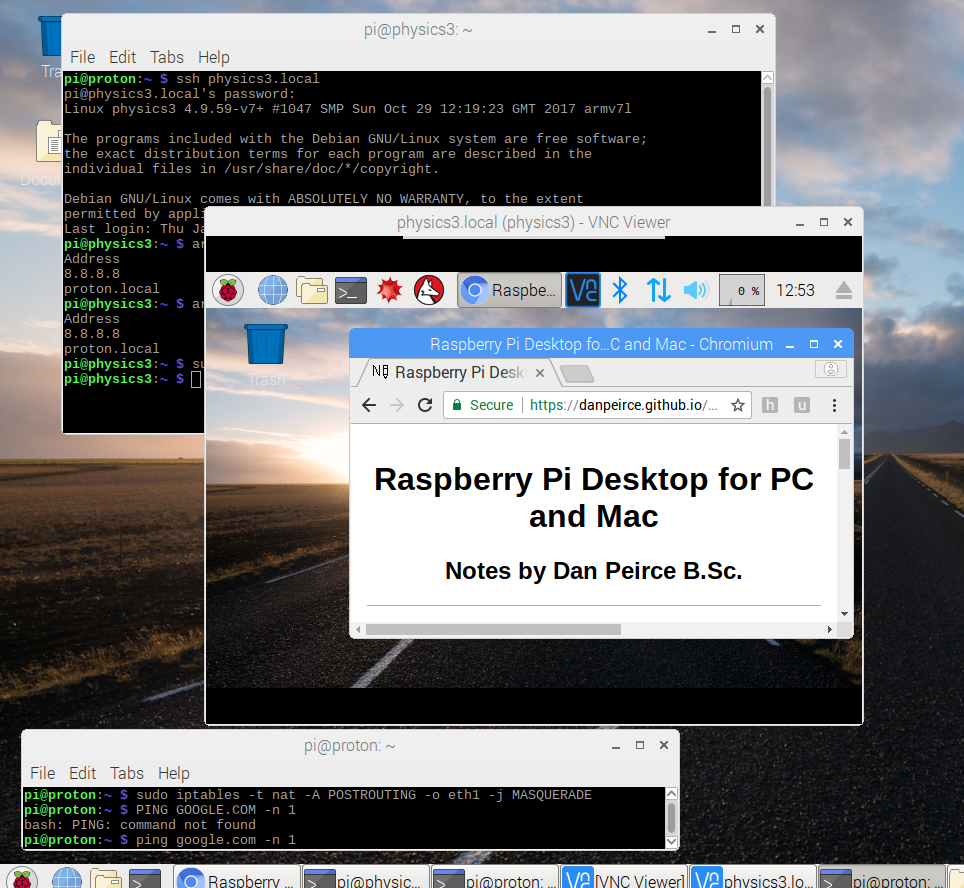 pi@physics3: ~
File Edit Tabs Help
pi@proton:~ $ ssh physics3.local
pi@physics3.local's password:
Linux physics3 4.9.59-v7+ #1047 SMP Sun Oct 29 12:19:23 GMT 2017 armv7l
The programs included with the Debian GNU/Linux system are free software;
the exact distribution terms for each program are described in the
individual files in /usr/share/doc/*/copyright.
Debian GNU/Linux comes with ABSOLUTELY NO WARRANTY, to the extent
permitted by appli
Last login: Thu Ja
pi@physics3:~ $ ar
Address
8.8.8.8
proton.local
pi@physics3:~ $ ar
Address
8.8.8.8
proton.local
pi@physics3:~ $ su
pi@physics3:~ $
Tra
Docu
physics3.local (physics3) - VNC Viewer
Raspbe...
0 %
12:53
Trash
Raspberry Pi Desktop fo...C and Mac - Chromium
Raspberry Pi Desk
Secure | https://danpeirce.github.io/...
h u
Raspberry Pi Desktop for PC
and Mac
Notes by Dan Peirce B.Sc.
pi@proton: ~
File Edit Tabs Help
pi@proton:~ $ sudo iptables -t nat -A POSTROUTING -o eth1 -j MASQUERADE
pi@proton:~ $ PING GOOGLE.COM -n 1
bash: PING: command not found
pi@proton:~ $ ping google.com -n 1
Raspberry ...
pi@physic...
pi@proton: ...
[VNC Viewer]
physics3.lo...
pi@proton: ...